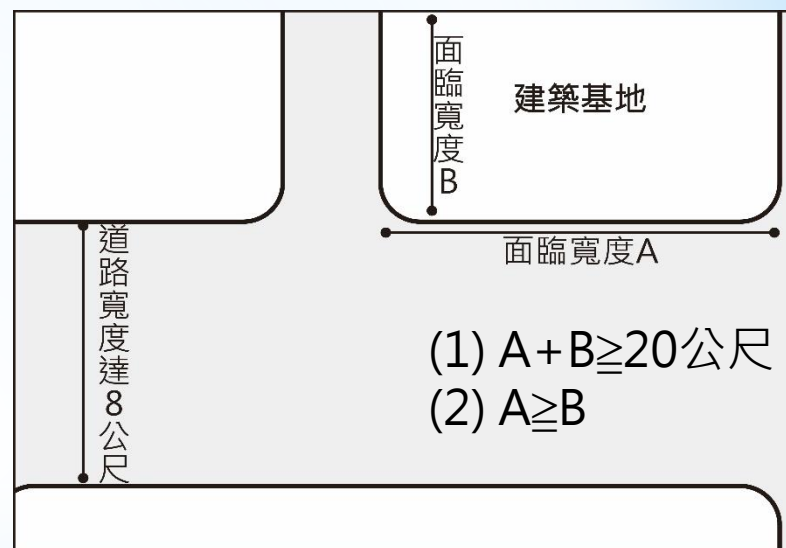 面臨寬度B
建築基地
道路寬度達8公尺
面臨寬度A
(1) A+B≧20公尺
(2) A≧B